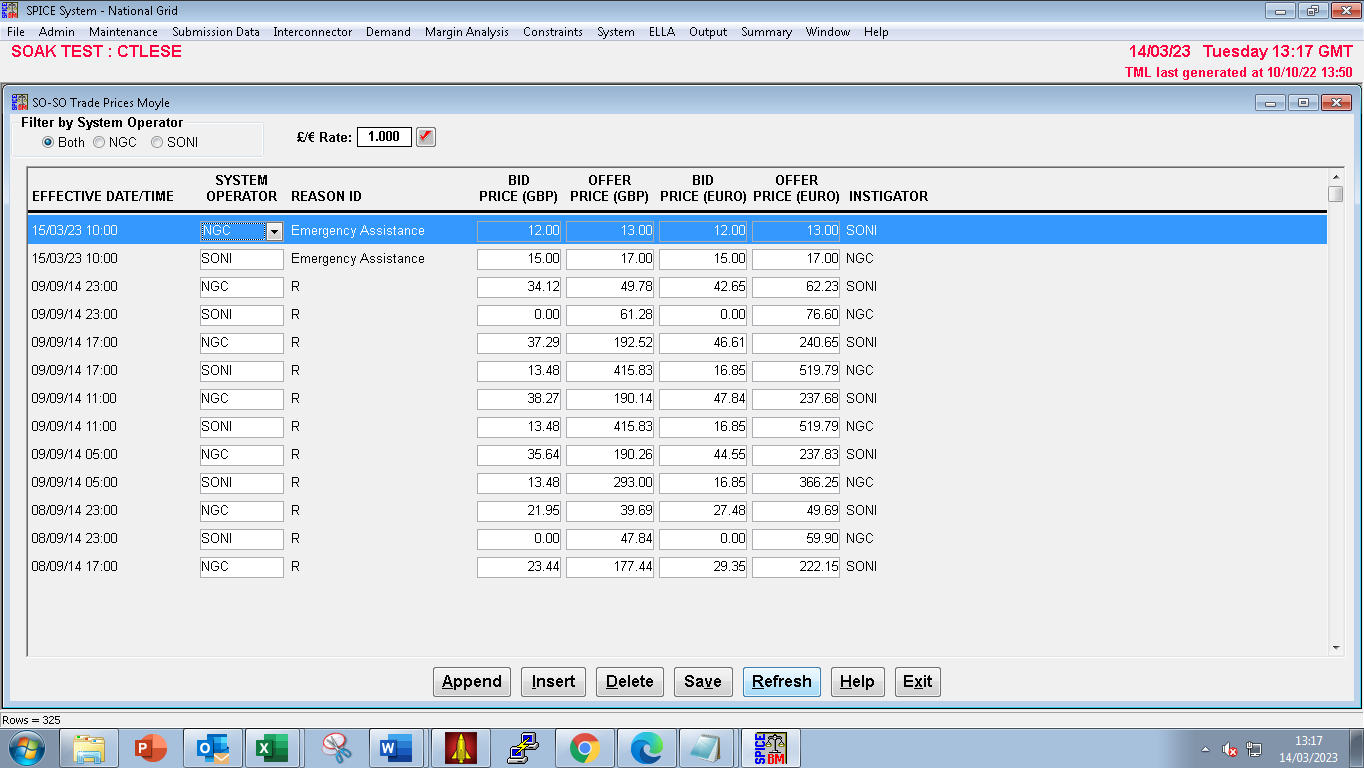 SPICE System - National Grid
File Admin Maintenance Submission Data Interconnector Demand Margin Analysis Constraints System ELLA Output Summary Window Help
SOAK TEST : CTLESE 14/03/23 Tuesday 13:17 GMT
TML last generated at 10/10/22 13:50
SO-SO Trade Prices Moyle
Filter by System Operator
Both NGC SONI £/€ Rate: 1.000
SYSTEM BID OFFER BID OFFER
EFFECTIVE DATE/TIME OPERATOR REASON ID PRICE (GBP) PRICE (GBP) PRICE (EURO) PRICE (EURO) INSTIGATOR
15/03/23 10:00 NGC Emergency Assistance 12.00 13.00 12.00 13.00 SONI
15/03/23 10:00 SONI Emergency Assistance 15.00 17.00 15.00 17.00 NGC
09/09/14 23:00 NGC R 34.12 49.78 42.65 62.23 SONI
09/09/14 23:00 SONI R 0.00 61.28 0.00 76.60 NGC
09/09/14 17:00 NGC R 37.29 192.52 46.61 240.65 SONI
09/09/14 17:00 SONI R 13.48 415.83 16.85 519.79 NGC
09/09/14 11:00 NGC R 38.27 190.14 47.84 237.68 SONI
09/09/14 11:00 SONI R 13.48 415.83 16.85 519.79 NGC
09/09/14 05:00 NGC R 35.64 190.26 44.55 237.83 SONI
09/09/14 05:00 SONI R 13.48 293.00 16.85 366.25 NGC
08/09/14 23:00 NGC R 21.95 39.69 27.48 49.69 SONI
08/09/14 23:00 SONI R 0.00 47.84 0.00 59.90 NGC
08/09/14 17:00 NGC R 23.44 177.44 29.35 222.15 SONI
Append Insert Delete Save Refresh Help Exit
Rows = 325
SPICE
BM
13:17
14/03/2023